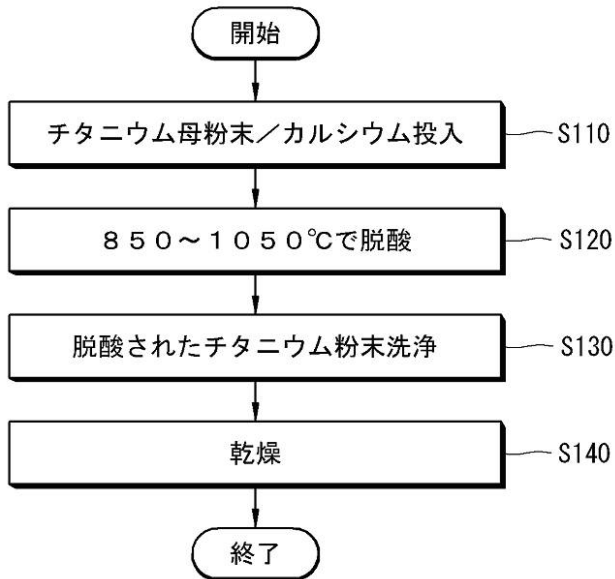 開始
チタニウム母粉末／カルシウム投入 S110
８５０～１０５０℃で脱酸 S120
脱酸されたチタニウム粉末洗浄 S130
乾燥 S140
終了